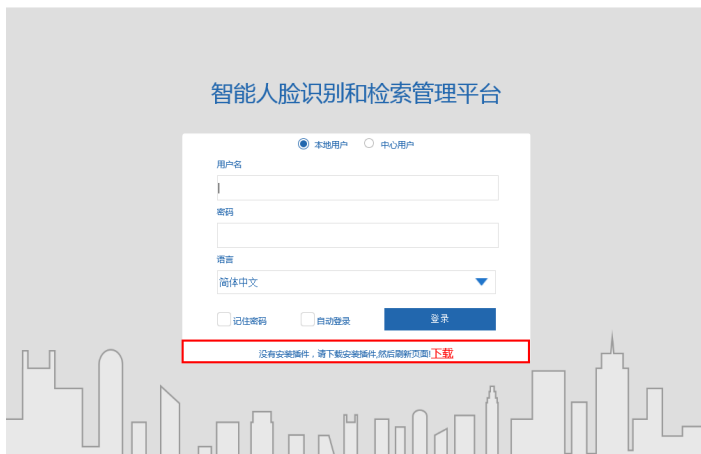 智能人脸识别和检索管理平台
本地用户 中心用户
用户名
密码
语言
简体中文
记住密码 自动登录 登录
没有安装插件，请下载安装插件,然后刷新页面!下载